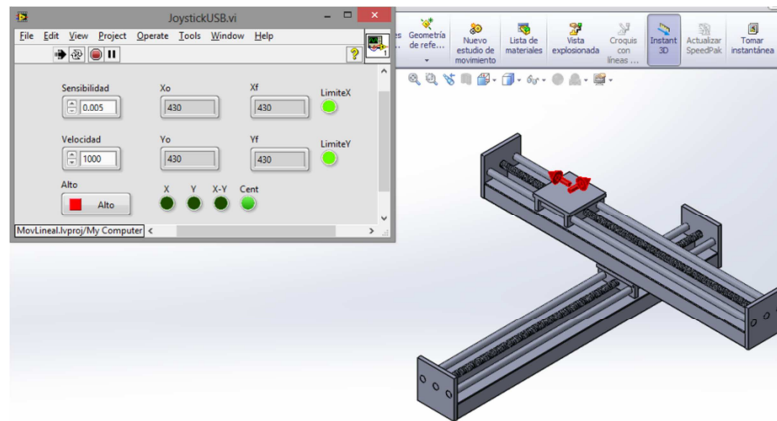 JoystickUSB.vi
File Edit View Project Operate Tools Window Help
Sensibilidad Xo Xf LimiteX
0.005 430 430
Velocidad Yo Yf LimiteY
1000 430 430
Alto X Y X-Y Cent
Alto
MovLineal.lvproj/My Computer
Geometría de refe...
Nuevo estudio de movimiento
Lista de materiales
Vista explosionada
Croquis con líneas ...
Instant 3D
Actualizar SpeedPak
Tomar instantánea